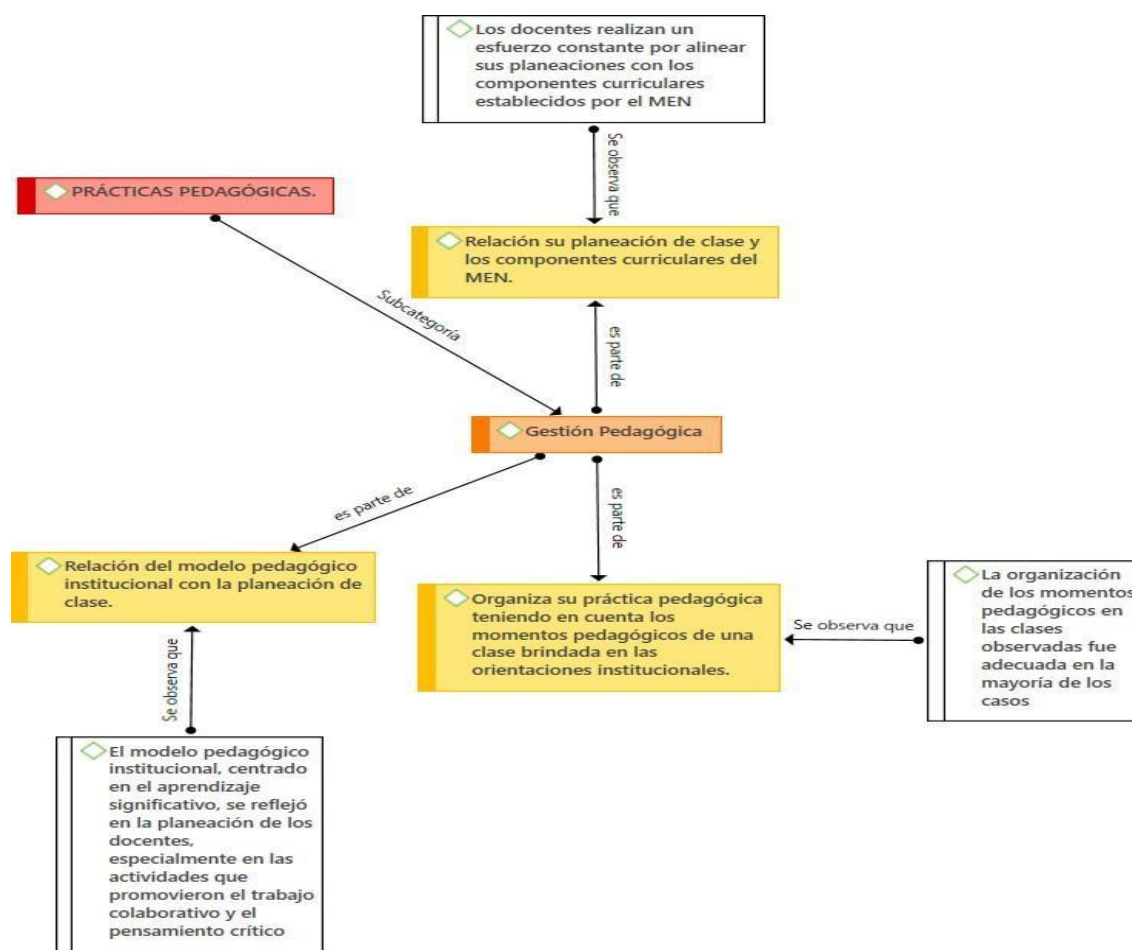 Los docentes realizan un
esfuerzo constante por alinear
sus planeaciones con los
componentes curriculares
establecidos por el MEN
Se observa que
PRÁCTICAS PEDAGÓGICAS.
Relación su planeación de clase y
los componentes curriculares del
MEN.
Subcategoría
es parte de
Gestión Pedagógica
es parte de
es parte de
Relación del modelo pedagógico
institucional con la planeación de
clase.
Organiza su práctica pedagógica
teniendo en cuenta los
momentos pedagógicos de una
clase brindada en las
orientaciones institucionales.
Se observa que
La organización
de los momentos
pedagógicos en
las clases
observadas fue
adecuada en la
mayoría de los
casos
Se observa que
El modelo pedagógico
institucional, centrado
en el aprendizaje
significativo, se reflejó
en la planeación de los
docentes,
especialmente en las
actividades que
promovieron el trabajo
colaborativo y el
pensamiento crítico